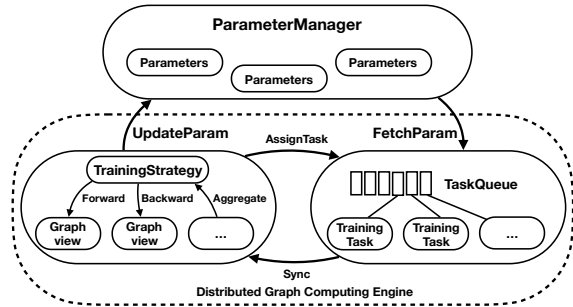 ParameterManager
Parameters
Parameters
Parameters
UpdateParam
AssignTask
FetchParam
TrainingStrategy
TaskQueue
Forward
Backward
Aggregate
Graph
view
Graph
view
...
Training
Task
Training
Task
...
Sync
Distributed Graph Computing Engine